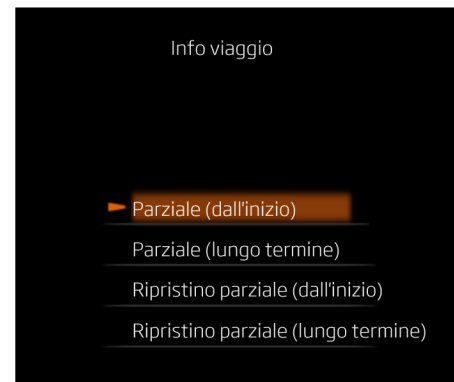 Info viaggio
Parziale (dall'inizio)
Parziale (lungo termine)
Ripristino parziale (dall'inizio)
Ripristino parziale (lungo termine)